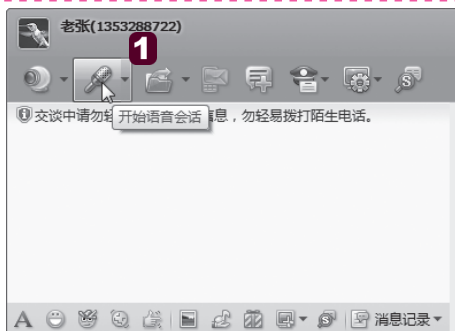 老张(1353288722)
1
交谈中请勿轻
开始语音会话
息，勿轻易拨打陌生电话。
消息记录